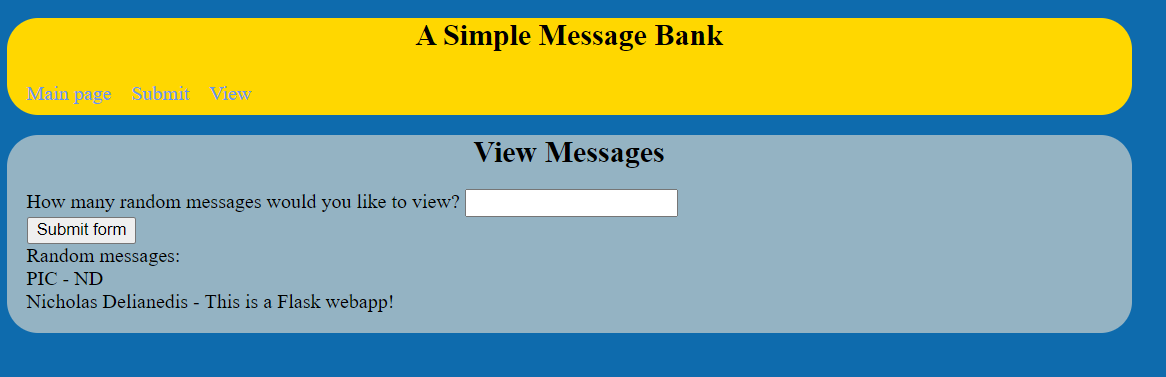 A Simple Message Bank
Main page Submit View
View Messages
How many random messages would you like to view?
Submit form
Random messages:
PIC - ND
Nicholas Delianedis - This is a Flask webapp!